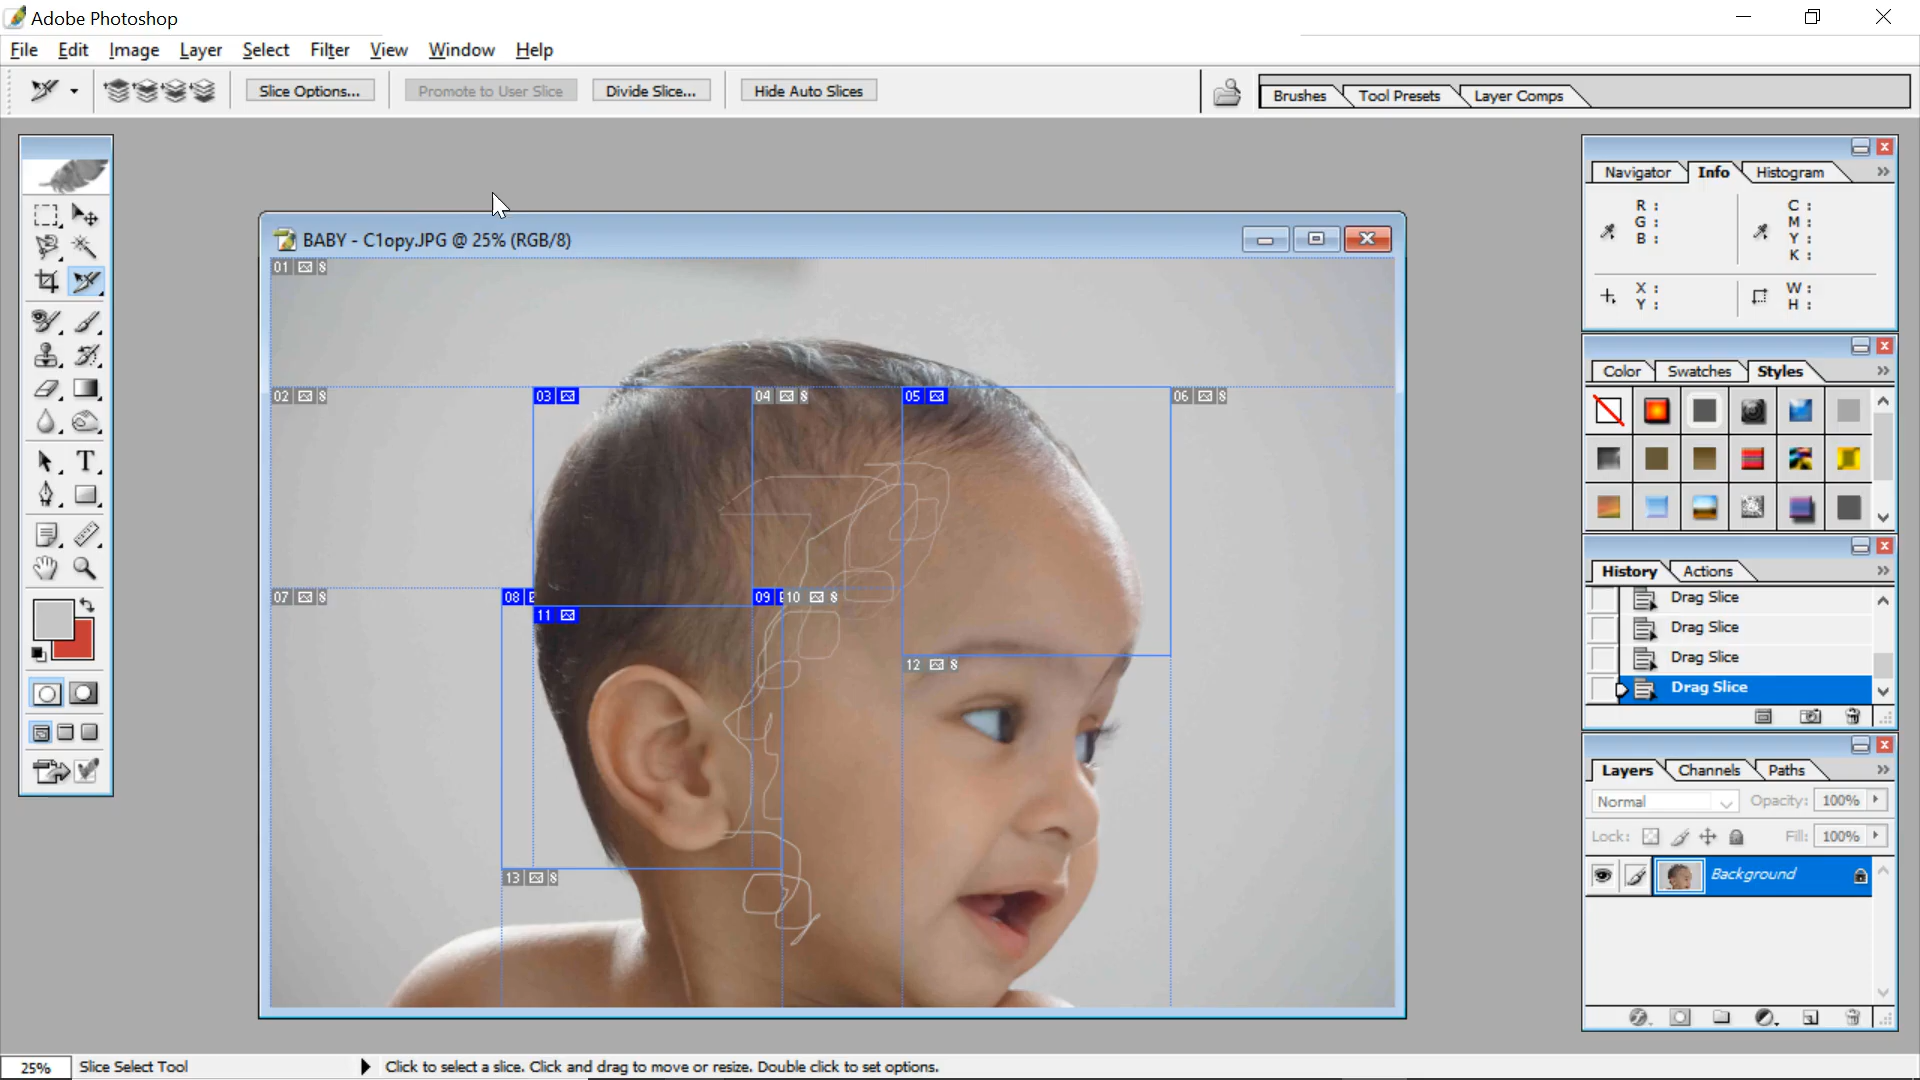 Adobe Photoshop
File Edit Image Layer Select Filter View Window Help
Slice Options... Promote to User Slice Divide Slice... Hide Auto Slices
Brushes Tool Presets Layer Comps
BABY - C1opy.JPG @ 25% (RGB/8)
01
02 03 04 05 06
07 08 09 10
11
12
13
Navigator Info Histogram
R : C :
G : M :
B : Y :
K :
X : W :
Y : H :
Color Swatches Styles
History Actions
Drag Slice
Drag Slice
Drag Slice
Drag Slice
Layers Channels Paths
Normal Opacity: 100%
Lock: Fill: 100%
Background
25% Slice Select Tool Click to select a slice. Click and drag to move or resize. Double click to set options.